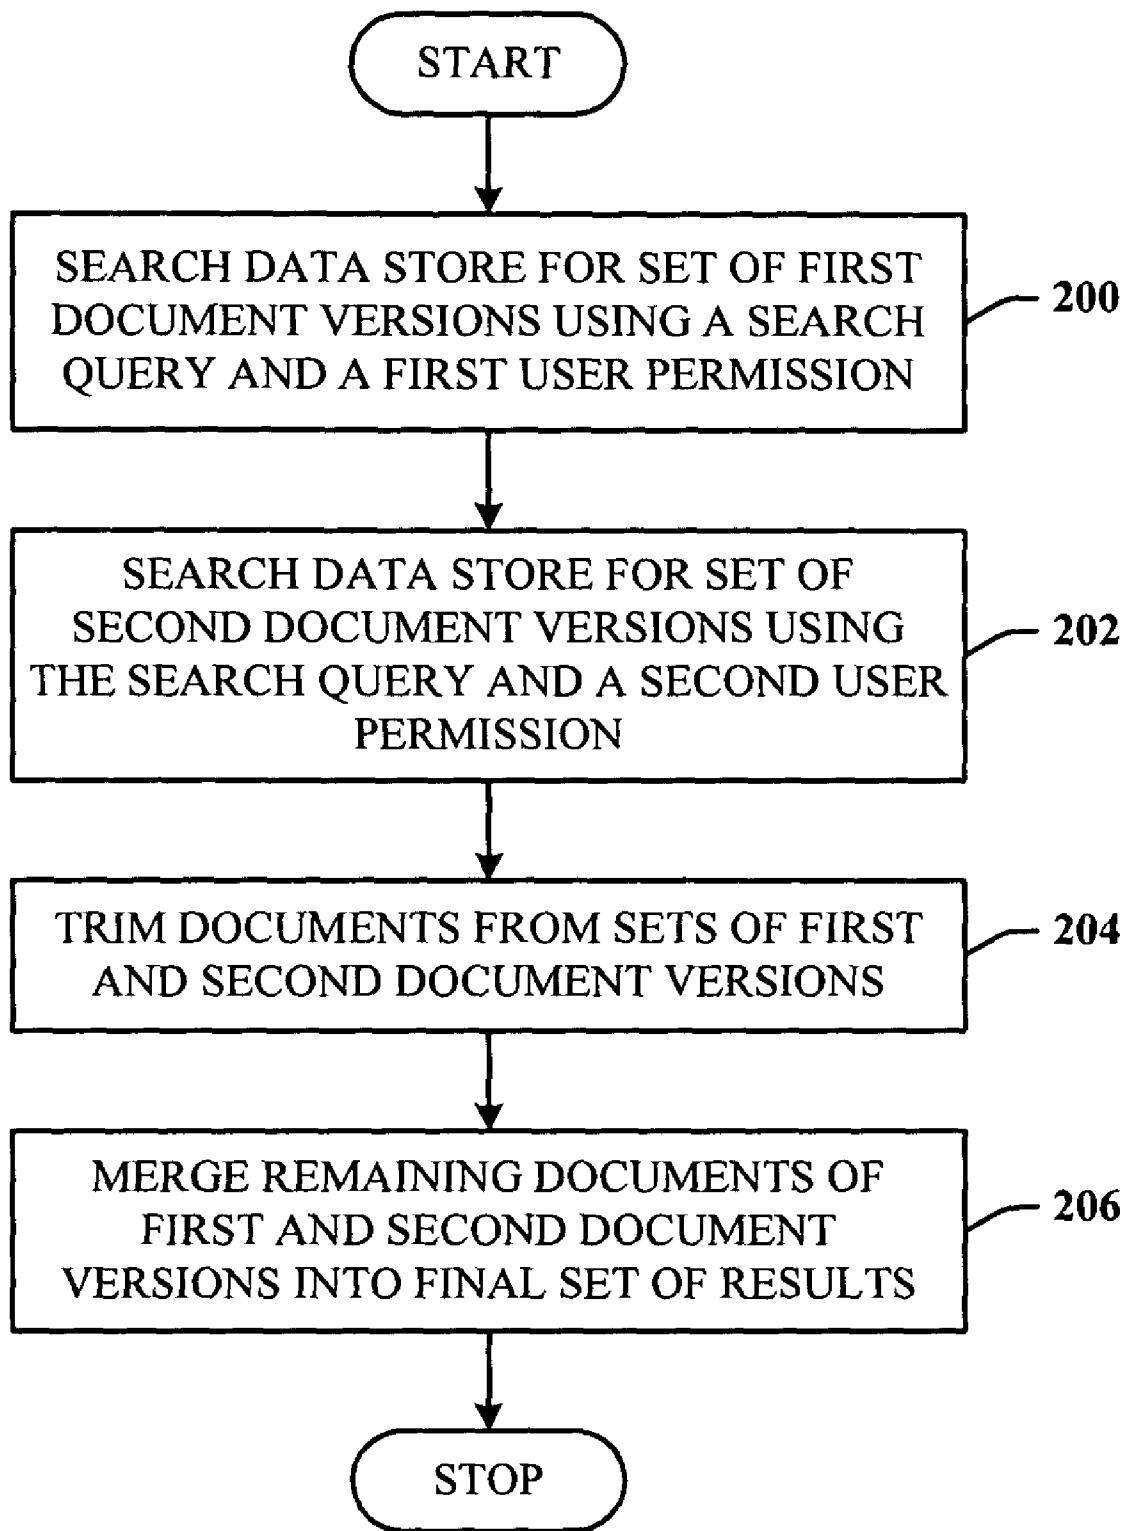 START
SEARCH DATA STORE FOR SET OF FIRST
DOCUMENT VERSIONS USING A SEARCH
QUERY AND A FIRST USER PERMISSION
200
SEARCH DATA STORE FOR SET OF
SECOND DOCUMENT VERSIONS USING
THE SEARCH QUERY AND A SECOND USER
PERMISSION
202
TRIM DOCUMENTS FROM SETS OF FIRST
AND SECOND DOCUMENT VERSIONS
204
MERGE REMAINING DOCUMENTS OF
FIRST AND SECOND DOCUMENT
VERSIONS INTO FINAL SET OF RESULTS
206
STOP